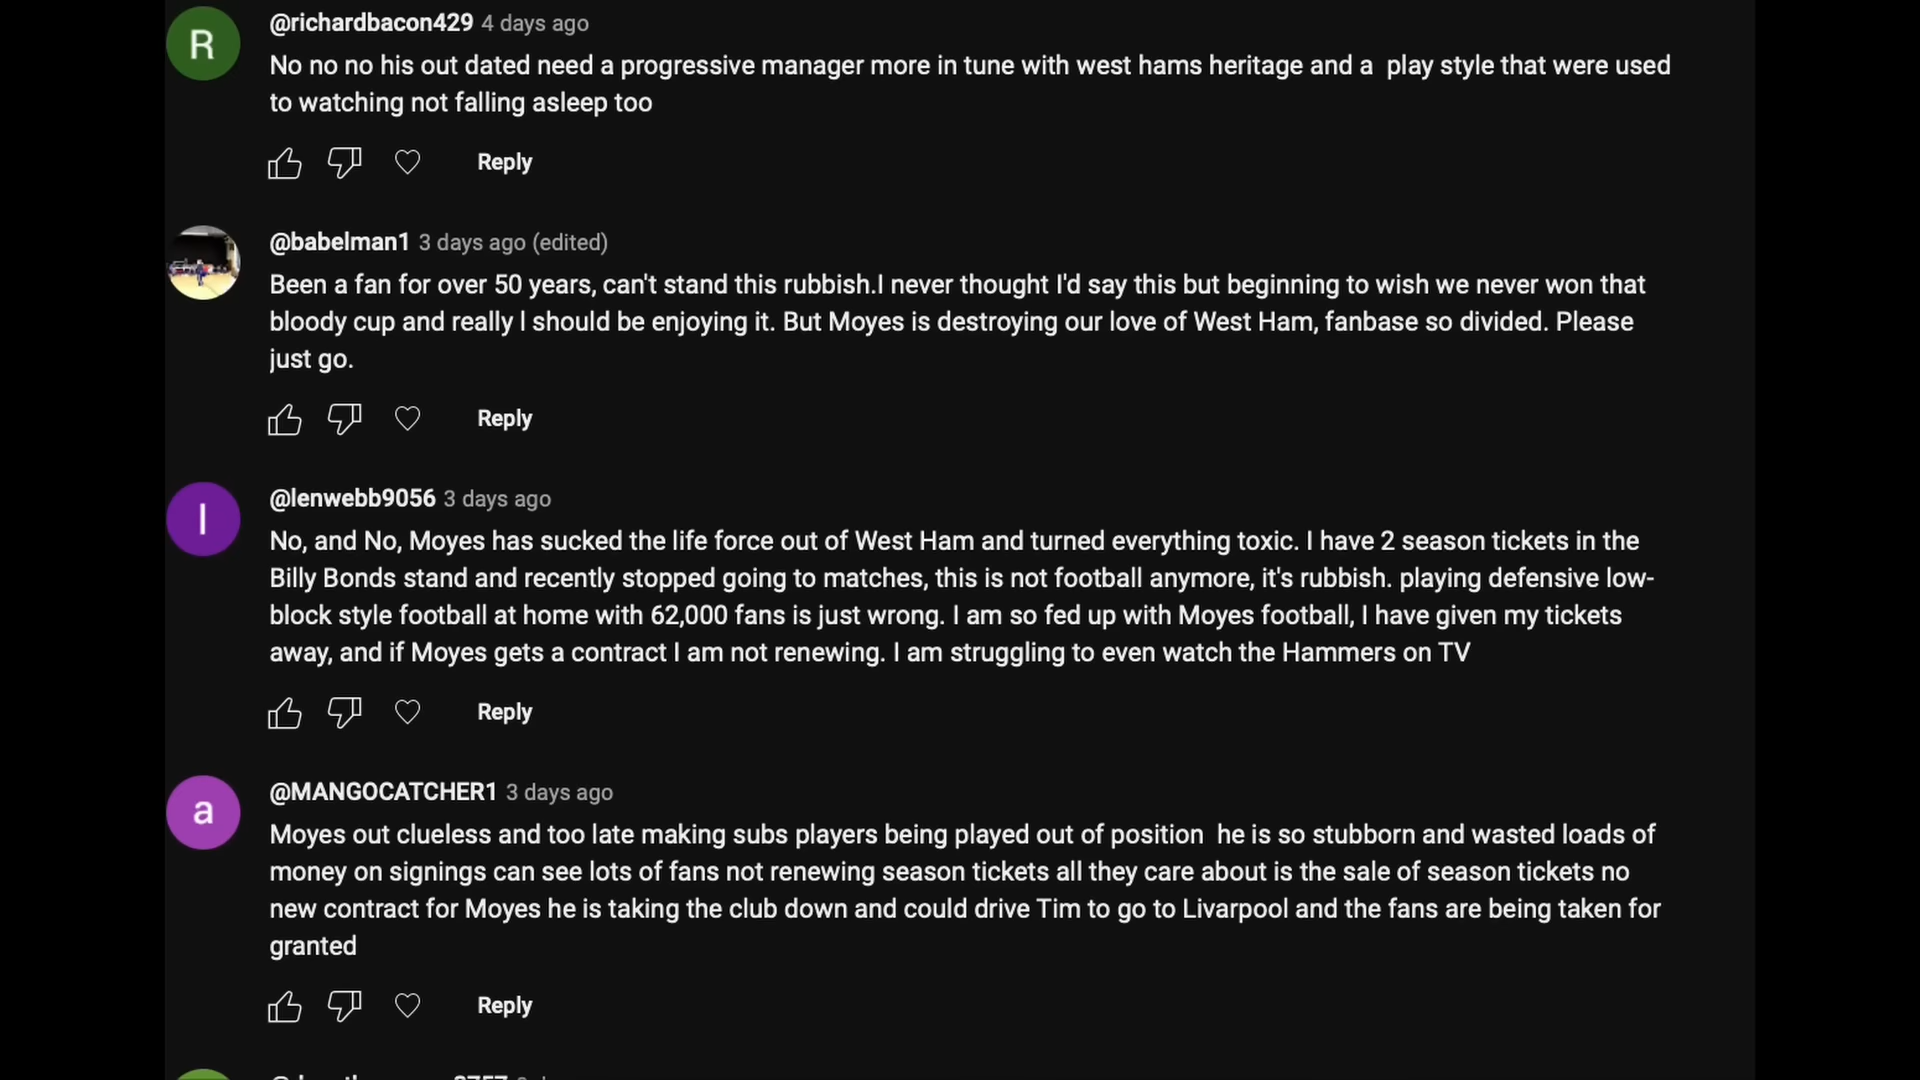 R
@richardbacon429 4 days ago
No no no his out dated need a progressive manager more in tune with west hams heritage and a  play style that were used
to watching not falling asleep too
Reply
@babelman1 3 days ago (edited)
Been a fan for over 50 years, can't stand this rubbish.I never thought I'd say this but beginning to wish we never won that
bloody cup and really I should be enjoying it. But Moyes is destroying our love of West Ham, fanbase so divided. Please
just go.
Reply
l
@lenwebb9056 3 days ago
No, and No, Moyes has sucked the life force out of West Ham and turned everything toxic. I have 2 season tickets in the
Billy Bonds stand and recently stopped going to matches, this is not football anymore, it's rubbish. playing defensive low-
block style football at home with 62,000 fans is just wrong. I am so fed up with Moyes football, I have given my tickets
away, and if Moyes gets a contract I am not renewing. I am struggling to even watch the Hammers on TV
Reply
a
@MANGOCATCHER1 3 days ago
Moyes out clueless and too late making subs players being played out of position  he is so stubborn and wasted loads of
money on signings can see lots of fans not renewing season tickets all they care about is the sale of season tickets no
new contract for Moyes he is taking the club down and could drive Tim to go to Livarpool and the fans are being taken for
granted
Reply